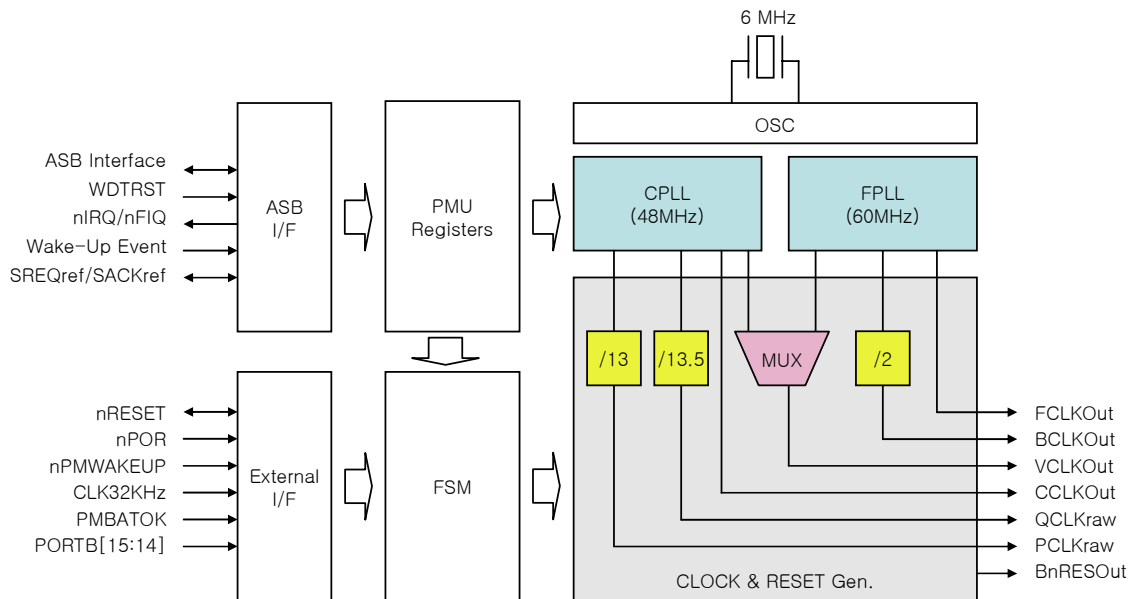 6 MHz
OSC
ASB Interface
WDTRST
nIRQ/nFIQ
Wake-Up Event
SREQref/SACKref
ASB
I/F
PMU
Registers
CPLL
(48MHz)
FPLL
(60MHz)
/13
/13.5
MUX
/2
nRESET
nPOR
nPMWAKEUP
CLK32KHz
PMBATOK
PORTB[15:14]
External
I/F
FSM
CLOCK & RESET Gen.
FCLKOut
BCLKOut
VCLKOut
CCLKOut
QCLKraw
PCLKraw
BnRESOut